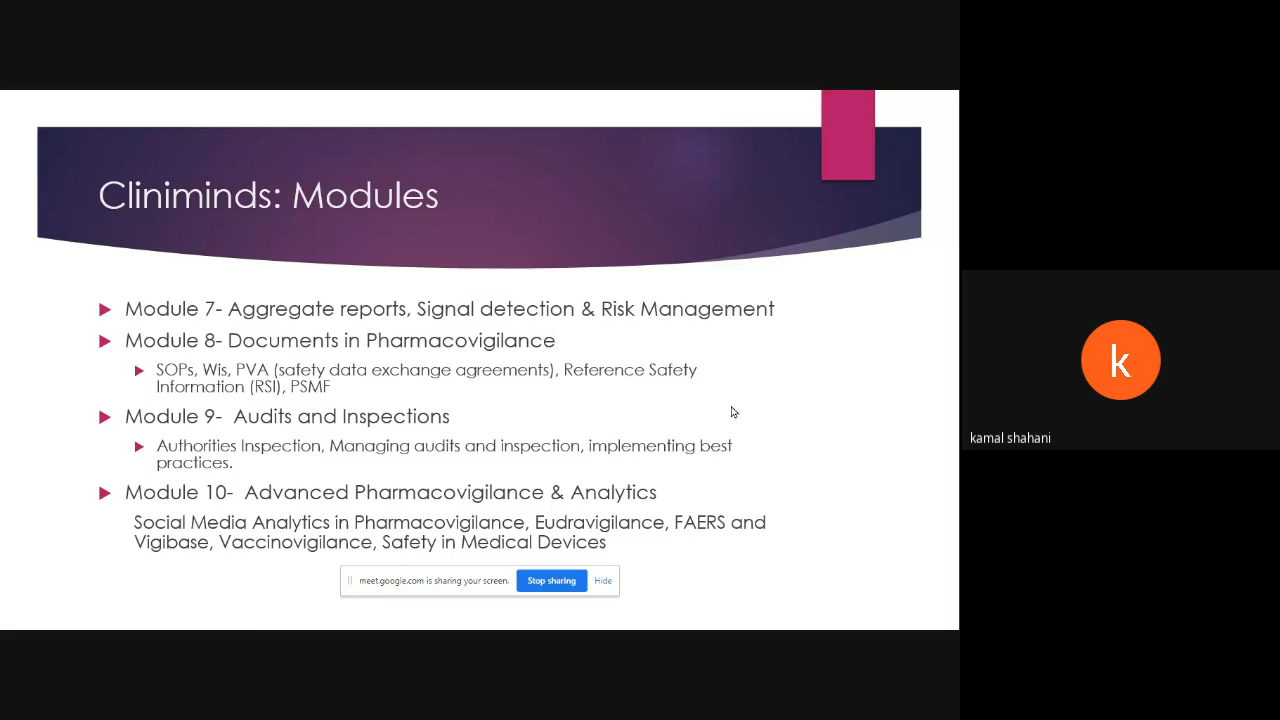 Cliniminds: Modules
Module 7- Aggregate reports, Signal detection & Risk Management
Module 8- Documents in Pharmacovigilance
SOPs, Wis, PVA (safety data exchange agreements), Reference Safety
Information (RSI), PSMF
Module 9- Audits and Inspections
Authorities Inspection, Managing audits and inspection, implementing best
practices.
Module 10- Advanced Pharmacovigilance & Analytics
Social Media Analytics in Pharmacovigilance, Eudravigilance, FAERS and
Vigibase, Vaccinovigilance, Safety in Medical Devices
meet.google.com is sharing your screen. Stop sharing Hide
k
kamal shahani